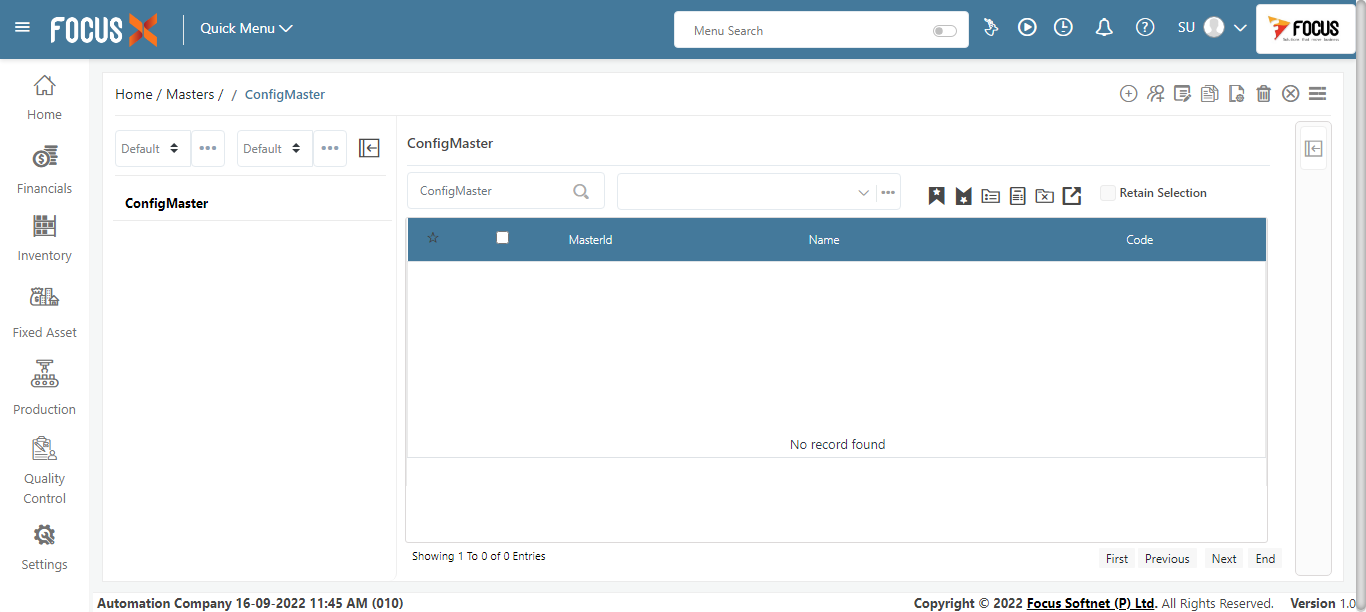 FOCUS X
Quick Menu
Menu Search
SU
FOCUS
Home
Financials
Inventory
Fixed Asset
Production
Quality
Control
Settings
Home / Masters / / ConfigMaster
Default
Default
ConfigMaster
ConfigMaster
ConfigMaster
Retain Selection
MasterId Name Code
No record found
Showing 1 To 0 of 0 Entries
First Previous Next End
Automation Company 16-09-2022 11:45 AM (010)
Copyright © 2022 Focus Softnet (P) Ltd. All Rights Reserved. Version 1.0